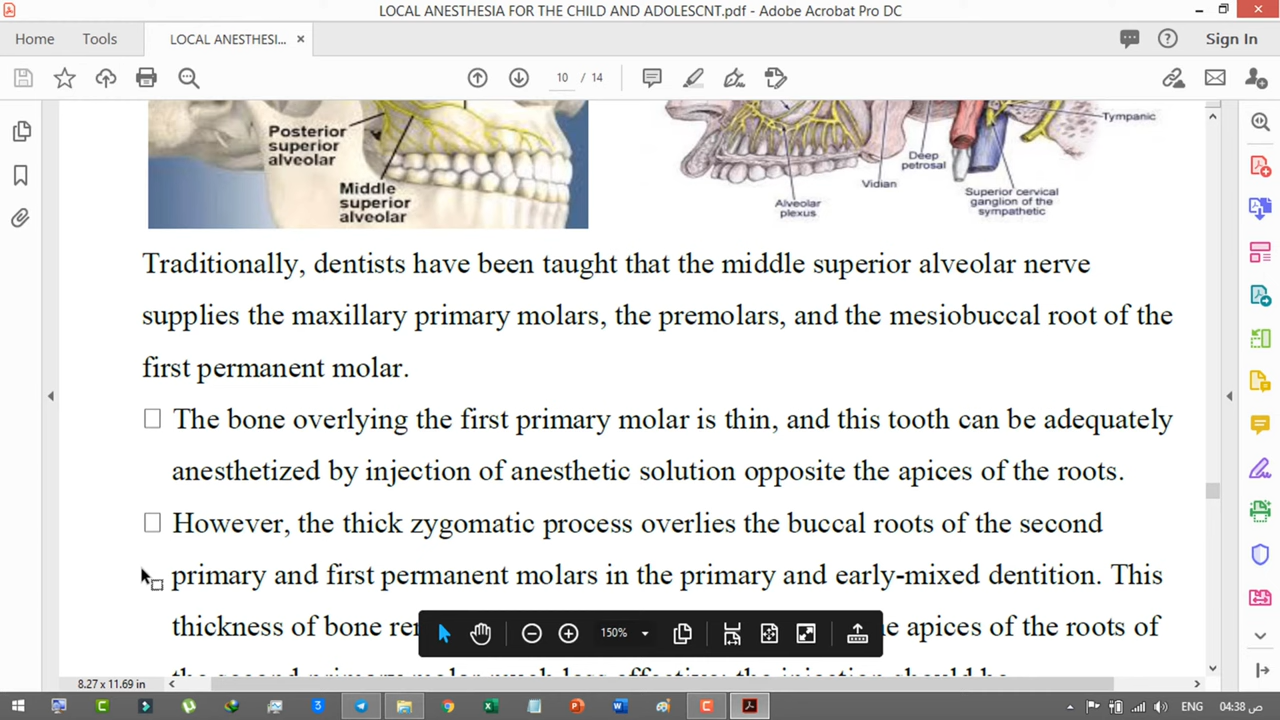 LOCAL ANESTHESIA FOR THE CHILD AND ADOLESCNT.pdf - Adobe Acrobat Pro DC
Home Tools LOCAL ANESTHESI... × Sign In
10 / 14
Posterior
superior
alveolar
Middle
superior
alveolar
Tympanic
Deep
petrosal
Vidian
Superior cervical
ganglion of the
sympathetic
Alveolar
plexus
Traditionally, dentists have been taught that the middle superior alveolar nerve
supplies the maxillary primary molars, the premolars, and the mesiobuccal root of the
first permanent molar.
The bone overlying the first primary molar is thin, and this tooth can be adequately
anesthetized by injection of anesthetic solution opposite the apices of the roots.
However, the thick zygomatic process overlies the buccal roots of the second
primary and first permanent molars in the primary and early-mixed dentition. This
thickness of bone e apices of the roots of
150%
8.27 x 11.69 in
04:38 ص